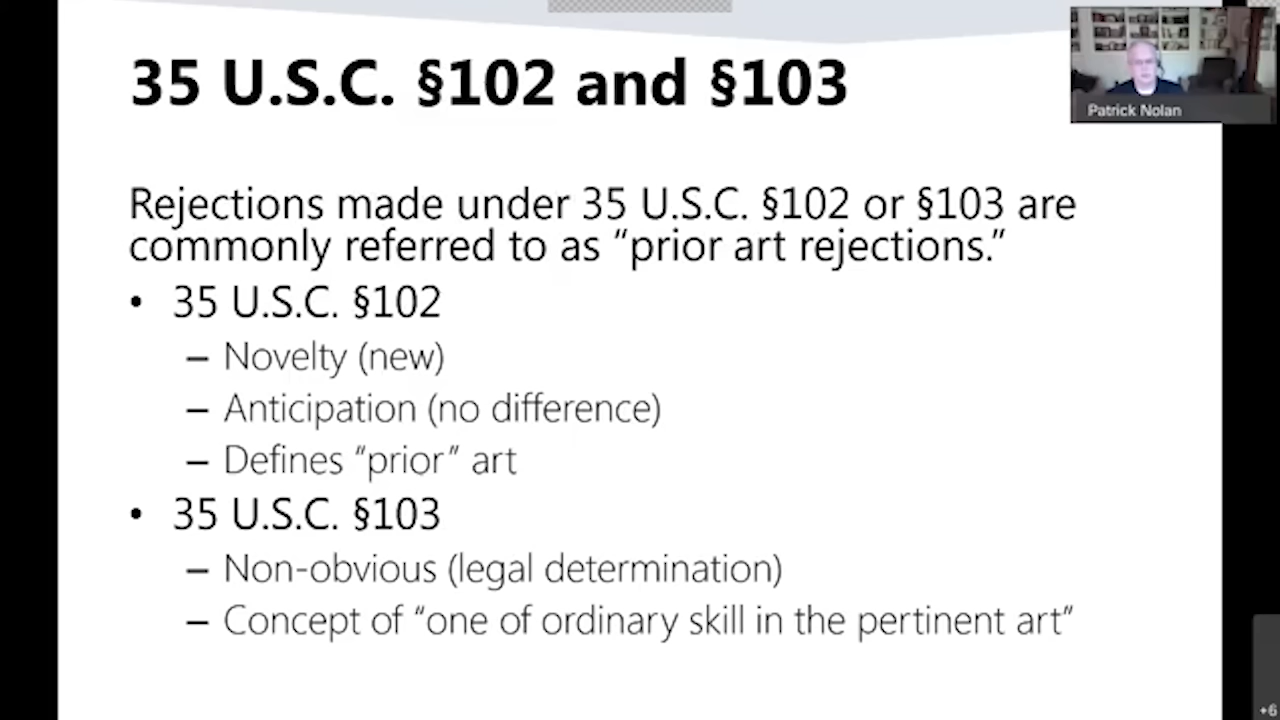 35 U.S.C. §102 and §103
Patrick Nolan
Rejections made under 35 U.S.C. §102 or §103 are
commonly referred to as “prior art rejections.”
• 35 U.S.C. §102
– Novelty (new)
– Anticipation (no difference)
– Defines “prior” art
• 35 U.S.C. §103
– Non-obvious (legal determination)
– Concept of “one of ordinary skill in the pertinent art”
+6